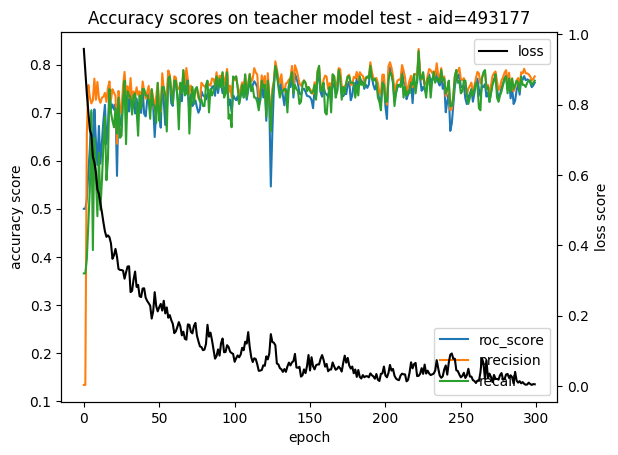 Accuracy scores on teacher model test - aid=493177
accuracy score
0.8
0.7
0.6
0.5
0.4
0.3
0.2
0.1
loss
1.0
0.8
0.6
0.4
0.2
0.0
loss score
roc_score
precision
recall
0 50 100 150 200 250 300
epoch